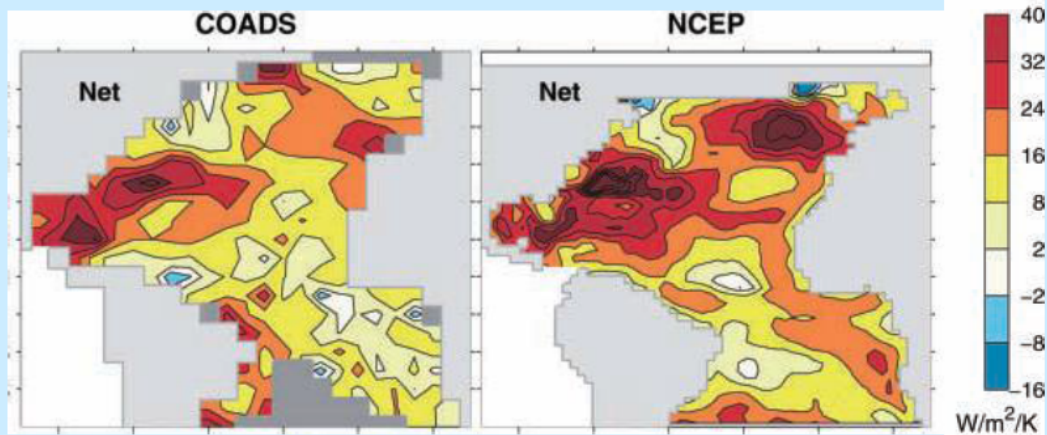 COADS
NCEP
Net
Net
40
32
24
16
8
2
-2
-8
-16
W/m²/K